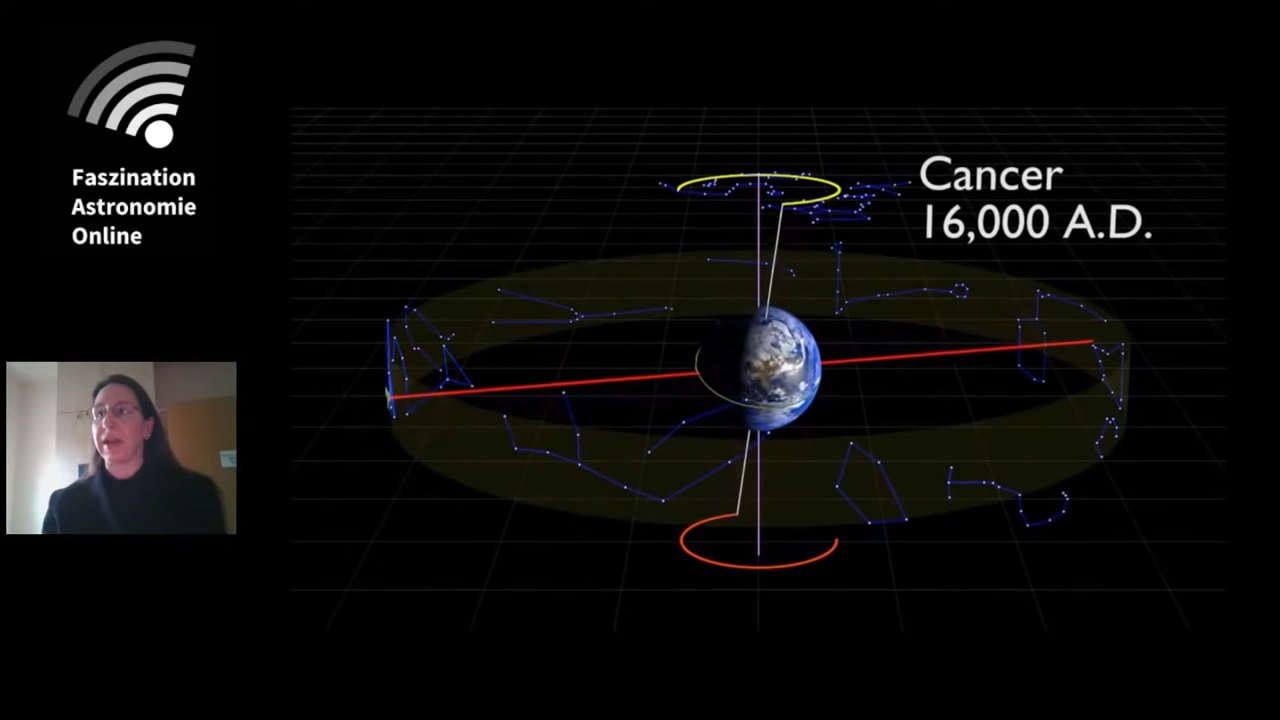 Faszination
Astronomie
Online
Cancer
16,000 A.D.